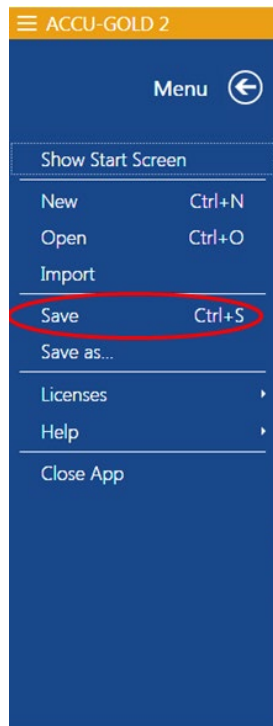 ACCU-GOLD 2
Menu
Show Start Screen
New Ctrl+N
Open Ctrl+O
Import
Save Ctrl+S
Save as...
Licenses
Help
Close App